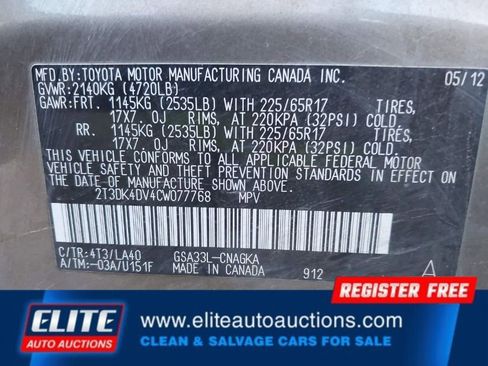 MFD.BY:TOYOTA MOTOR MANUFACTURING CANADA INC. 05/12
GVWR:2140KG (4720LB)
GAWR:FRT. 1145KG (2535LB) WITH 225/65R17 TIRES,
17X7.0J RIMS, AT 220KPA (32PSI) COLD.
RR. 1145KG (2535LB) WITH 225/65R17 TIRES,
17X7.0J RIMS, AT 220KPA (32PSI) COLD.
THIS VEHICLE CONFORMS TO ALL APPLICABLE FEDERAL MOTOR
VEHICLE SAFETY AND THEFT PREVENTION STANDARDS IN EFFECT
ON THE DATE OF MANUFACTURE SHOWN ABOVE.
2T3DK4DV4CW077768 MPV
C/TR:4T3/LA40 GSA33L-CNAGKA
A/TM:-03A/U151F MADE IN CANADA 912 A
REGISTER FREE
ELITE
AUTO AUCTIONS
www.eliteautoauctions.com
CLEAN & SALVAGE CARS FOR SALE